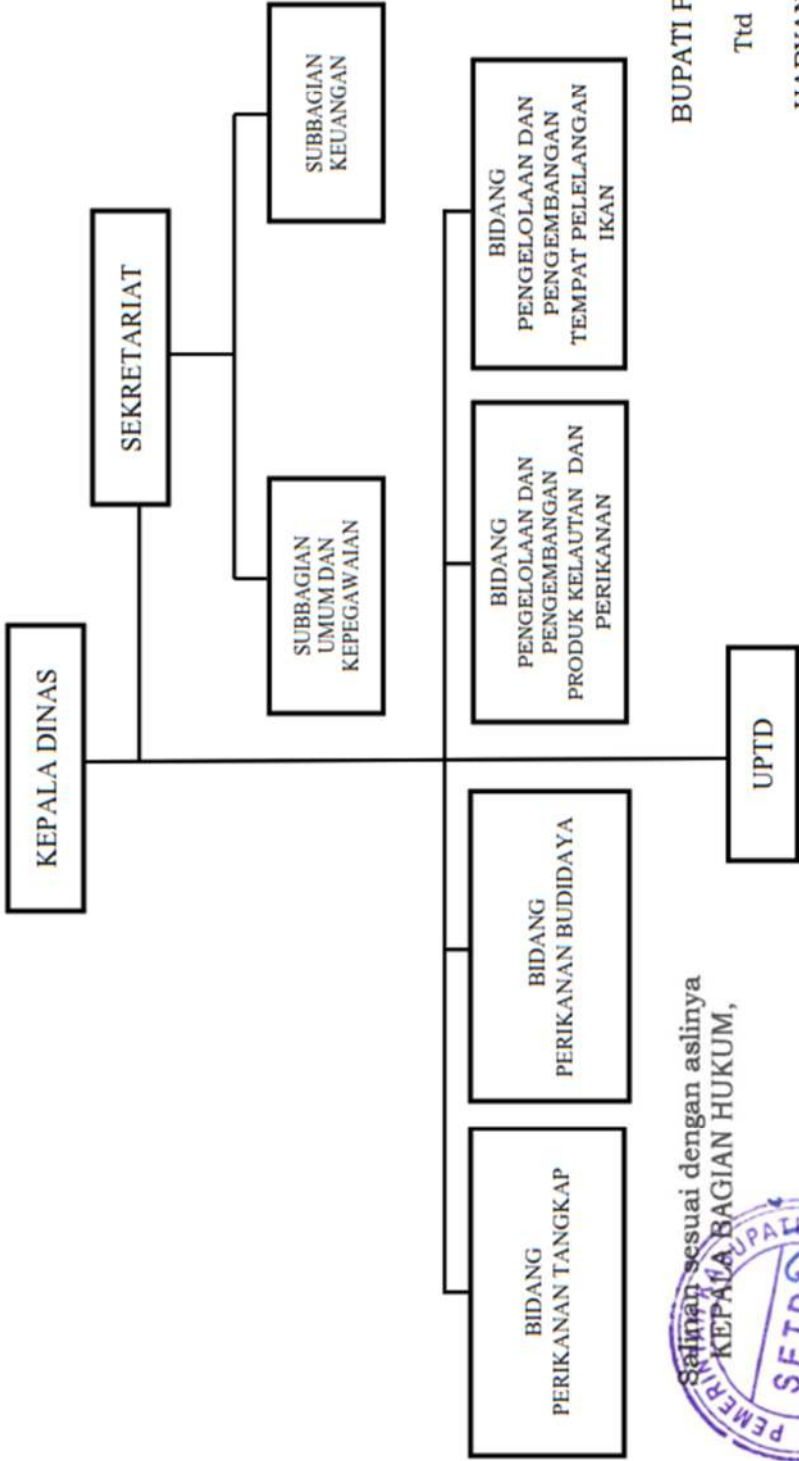 KEPALA DINAS
SEKRETARIAT
SUBBAGIAN
UMUM DAN
KEPEGAWAIAN
SUBBAGIAN
KEUANGAN
BIDANG
PERIKANAN TANGKAP
BIDANG
PERIKANAN BUDIDAYA
BIDANG
PENGELOLAAN DAN
PENGEMBANGAN
PRODUK KELAUTAN DAN
PERIKANAN
BIDANG
PENGELOLAAN DAN
PENGEMBANGAN
TEMPAT PELELANGAN
IKAN
UPTD
Salinan sesuai dengan aslinya
KEPALA BAGIAN HUKUM,
BUPATI
Ttd